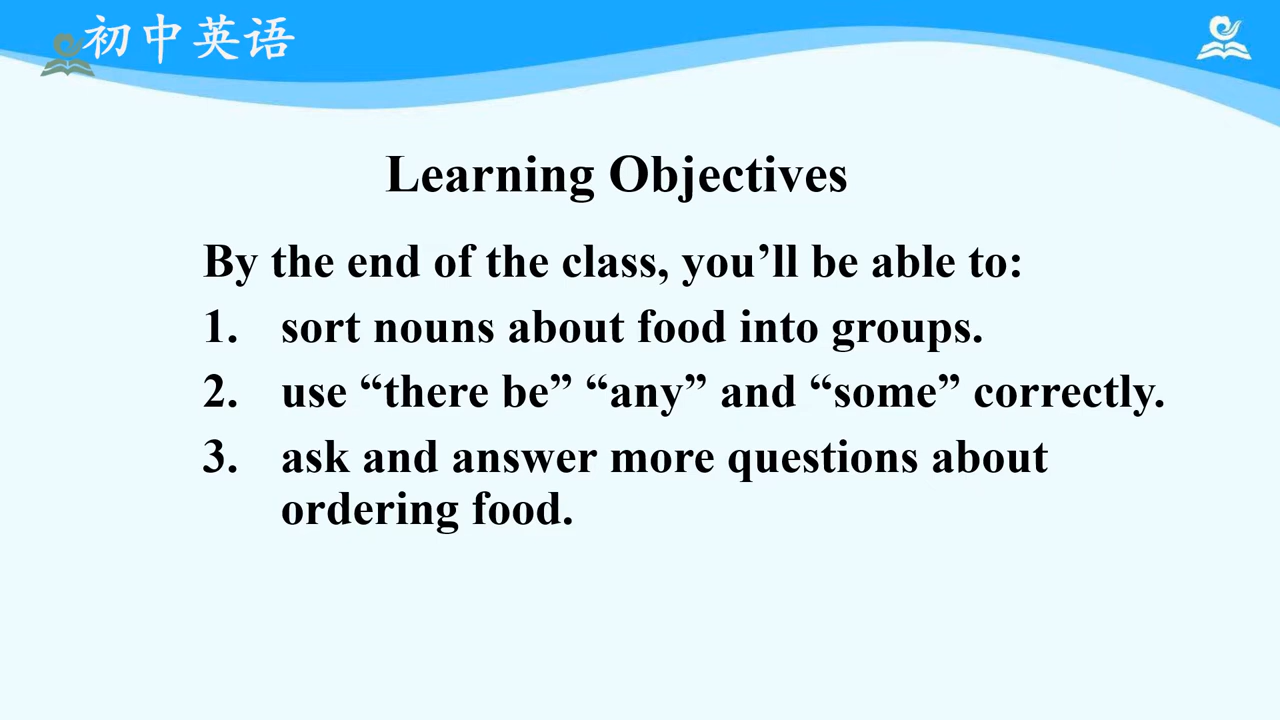 初中英语
Learning Objectives
By the end of the class, you’ll be able to:
1. sort nouns about food into groups.
2. use “there be” “any” and “some” correctly.
3. ask and answer more questions about
ordering food.